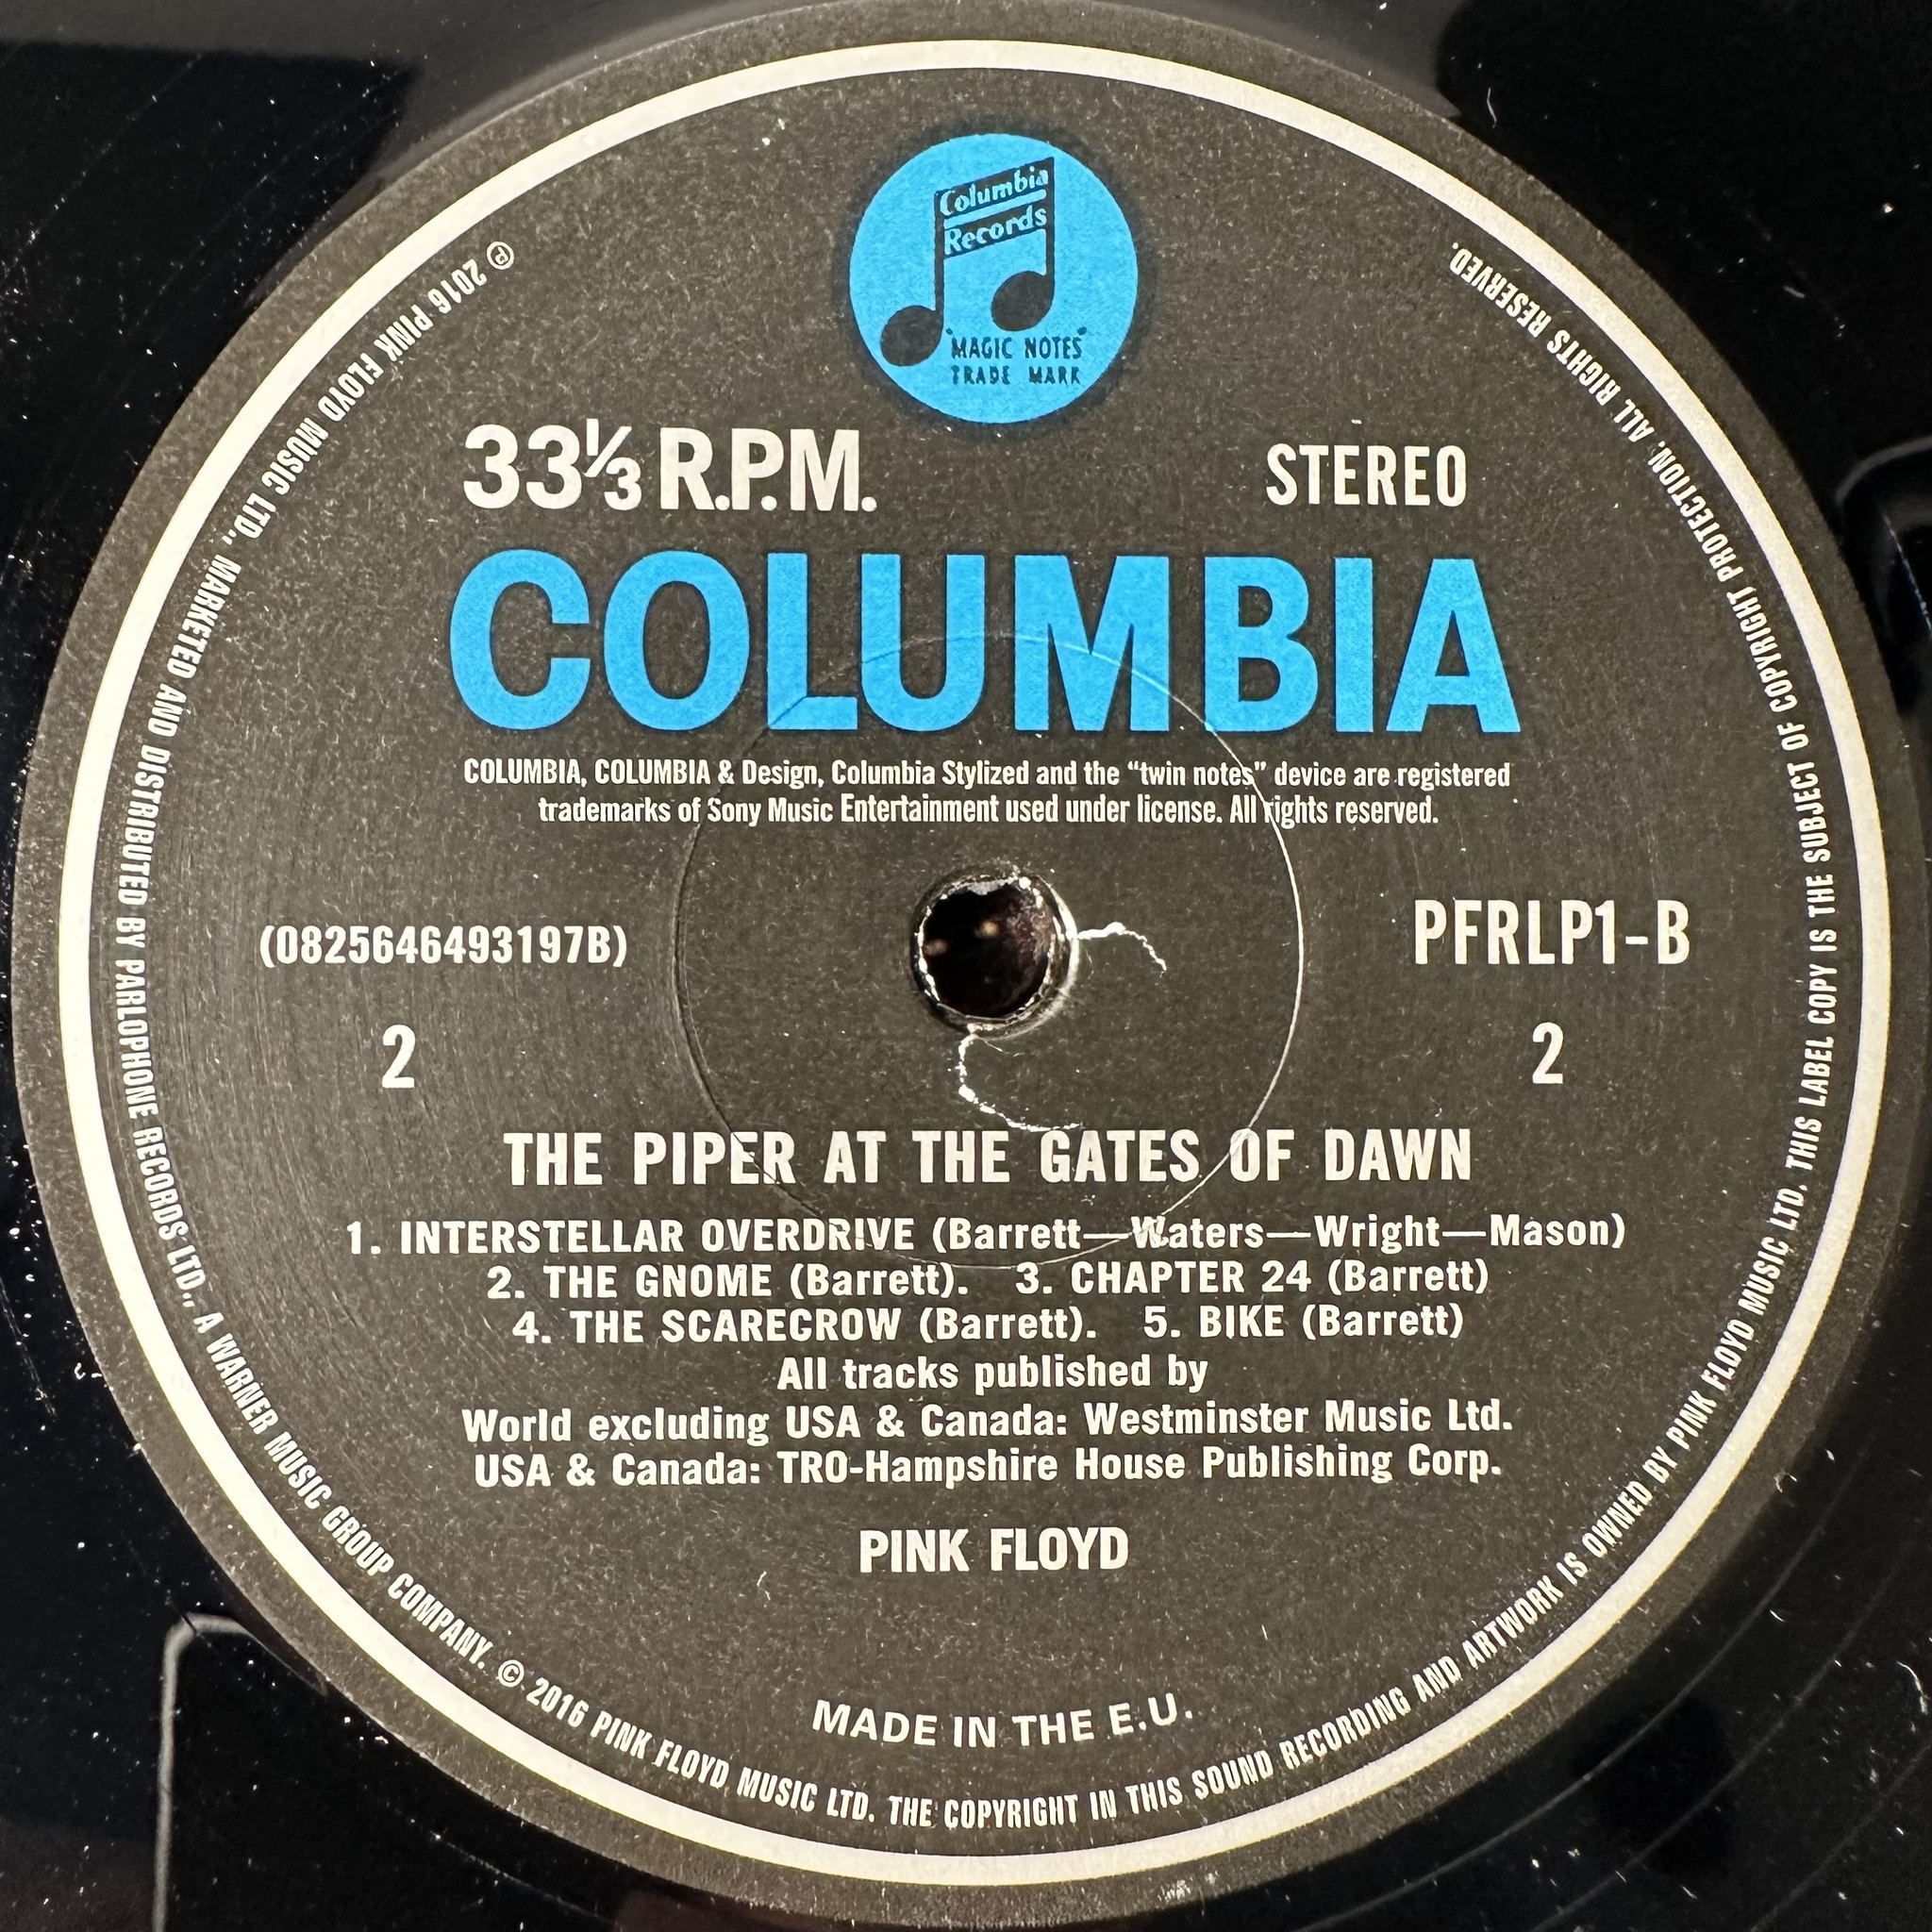 Columbia
Records
'MAGIC NOTES'
TRADE MARK
33⅓ R.P.M.
STEREO
COLUMBIA
COLUMBIA, COLUMBIA & Design, Columbia Stylized and the “twin notes” device are registered
trademarks of Sony Music Entertainment used under license. All rights reserved.
(0825646493197B)
PFRLP1-B
2
2
THE PIPER AT THE GATES OF DAWN
1. INTERSTELLAR OVERDRIVE (Barrett—Waters—Wright—Mason)
2. THE GNOME (Barrett). 3. CHAPTER 24 (Barrett)
4. THE SCARECROW (Barrett). 5. BIKE (Barrett)
All tracks published by
World excluding USA & Canada: Westminster Music Ltd.
USA & Canada: TRO-Hampshire House Publishing Corp.
PINK FLOYD
MADE IN THE E.U.
℗ 2016 PINK FLOYD MUSIC LTD., MARKETED AND DISTRIBUTED BY PARLOPHONE RECORDS LTD., A WARNER MUSIC GROUP COMPANY. © 2016 PINK FLOYD MUSIC LTD. THE COPYRIGHT IN THIS SOUND RECORDING AND ARTWORK IS OWNED BY PINK FLOYD MUSIC LTD. THIS LABEL COPY IS THE SUBJECT OF COPYRIGHT PROTECTION. ALL RIGHTS RESERVED.